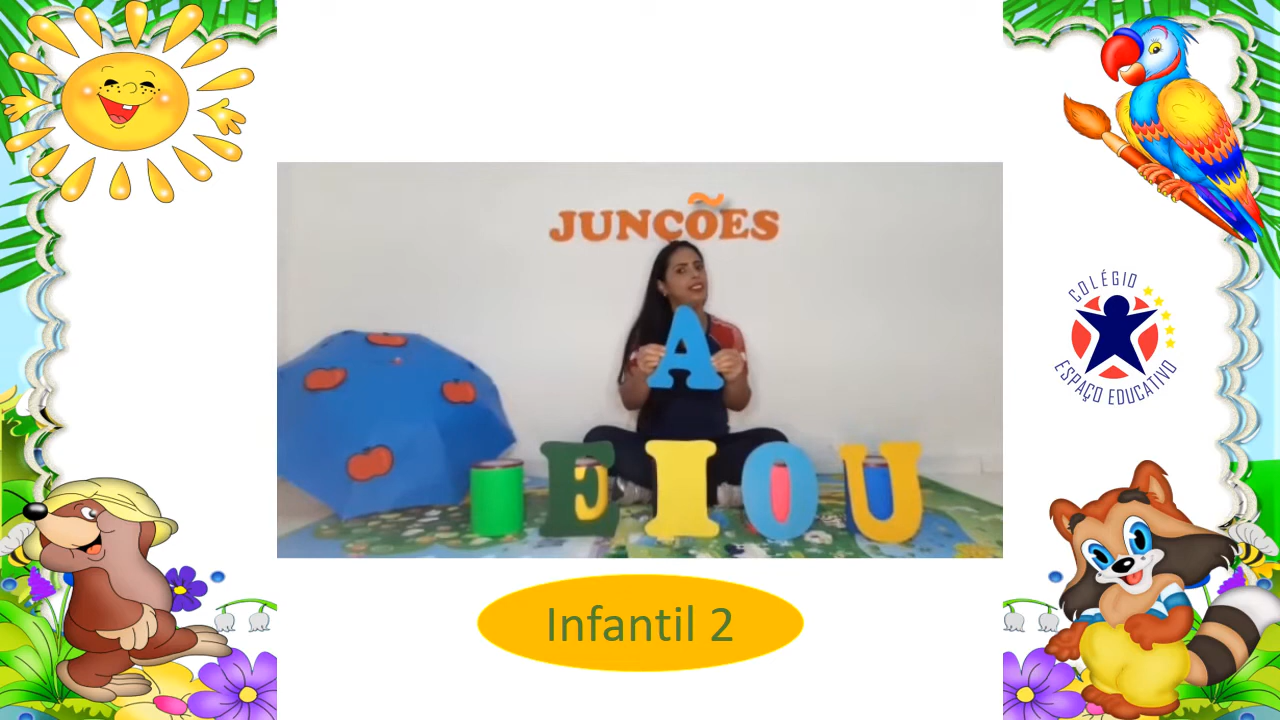 JUNÇÕES
A
E I O U
COLÉGIO
ESPAÇO EDUCATIVO
Infantil 2